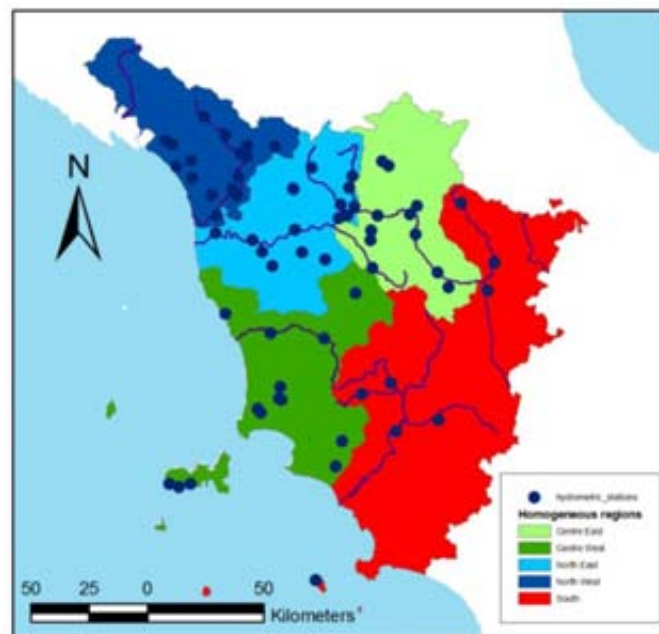 N
hydrometric_stations
Homogeneous regions
Centre East
Centre West
North East
North West
South
50 25 0 50
Kilometers